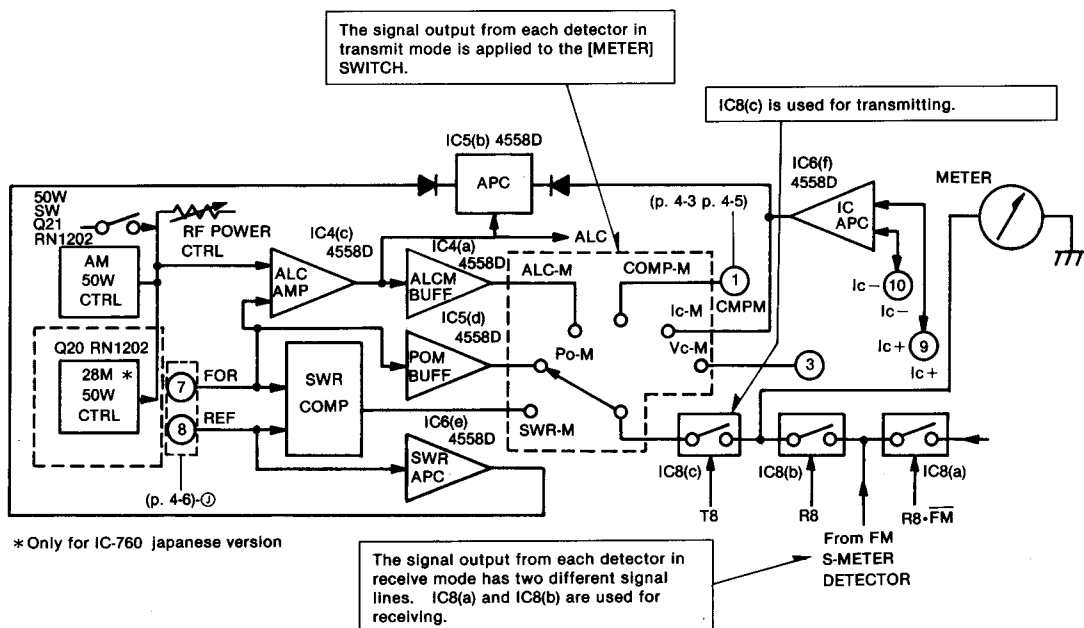 The signal output from each detector in
transmit mode is applied to the [METER]
SWITCH.
IC8(c) is used for transmitting.
IC5(b) 4558D
APC
IC6(f)
4558D
METER
50W
SW
Q21
RN1202
RF POWER
CTRL
IC4(c)
4558D
ALC
IC4(a)
4558D
(p. 4-3 p. 4-5)
IC
APC
AM
50W
CTRL
ALC
AMP
ALCM
BUFF
ALC-M
COMP-M
1
CMPM
10
Ic−
Ic−
IC5(d)
4558D
Ic-M
Q20 RN1202
28M *
50W
CTRL
7
FOR
8
REF
SWR
COMP
POM
BUFF
Po-M
Vc-M
3
9
Ic+
Ic+
IC6(e)
4558D
SWR
APC
SWR-M
IC8(c)
IC8(b)
IC8(a)
(p. 4-6)-Ⓙ
T8
R8
R8•F̅M̅
From FM
S-METER
DETECTOR
* Only for IC-760 japanese version
The signal output from each detector in
receive mode has two different signal
lines. IC8(a) and IC8(b) are used for
receiving.